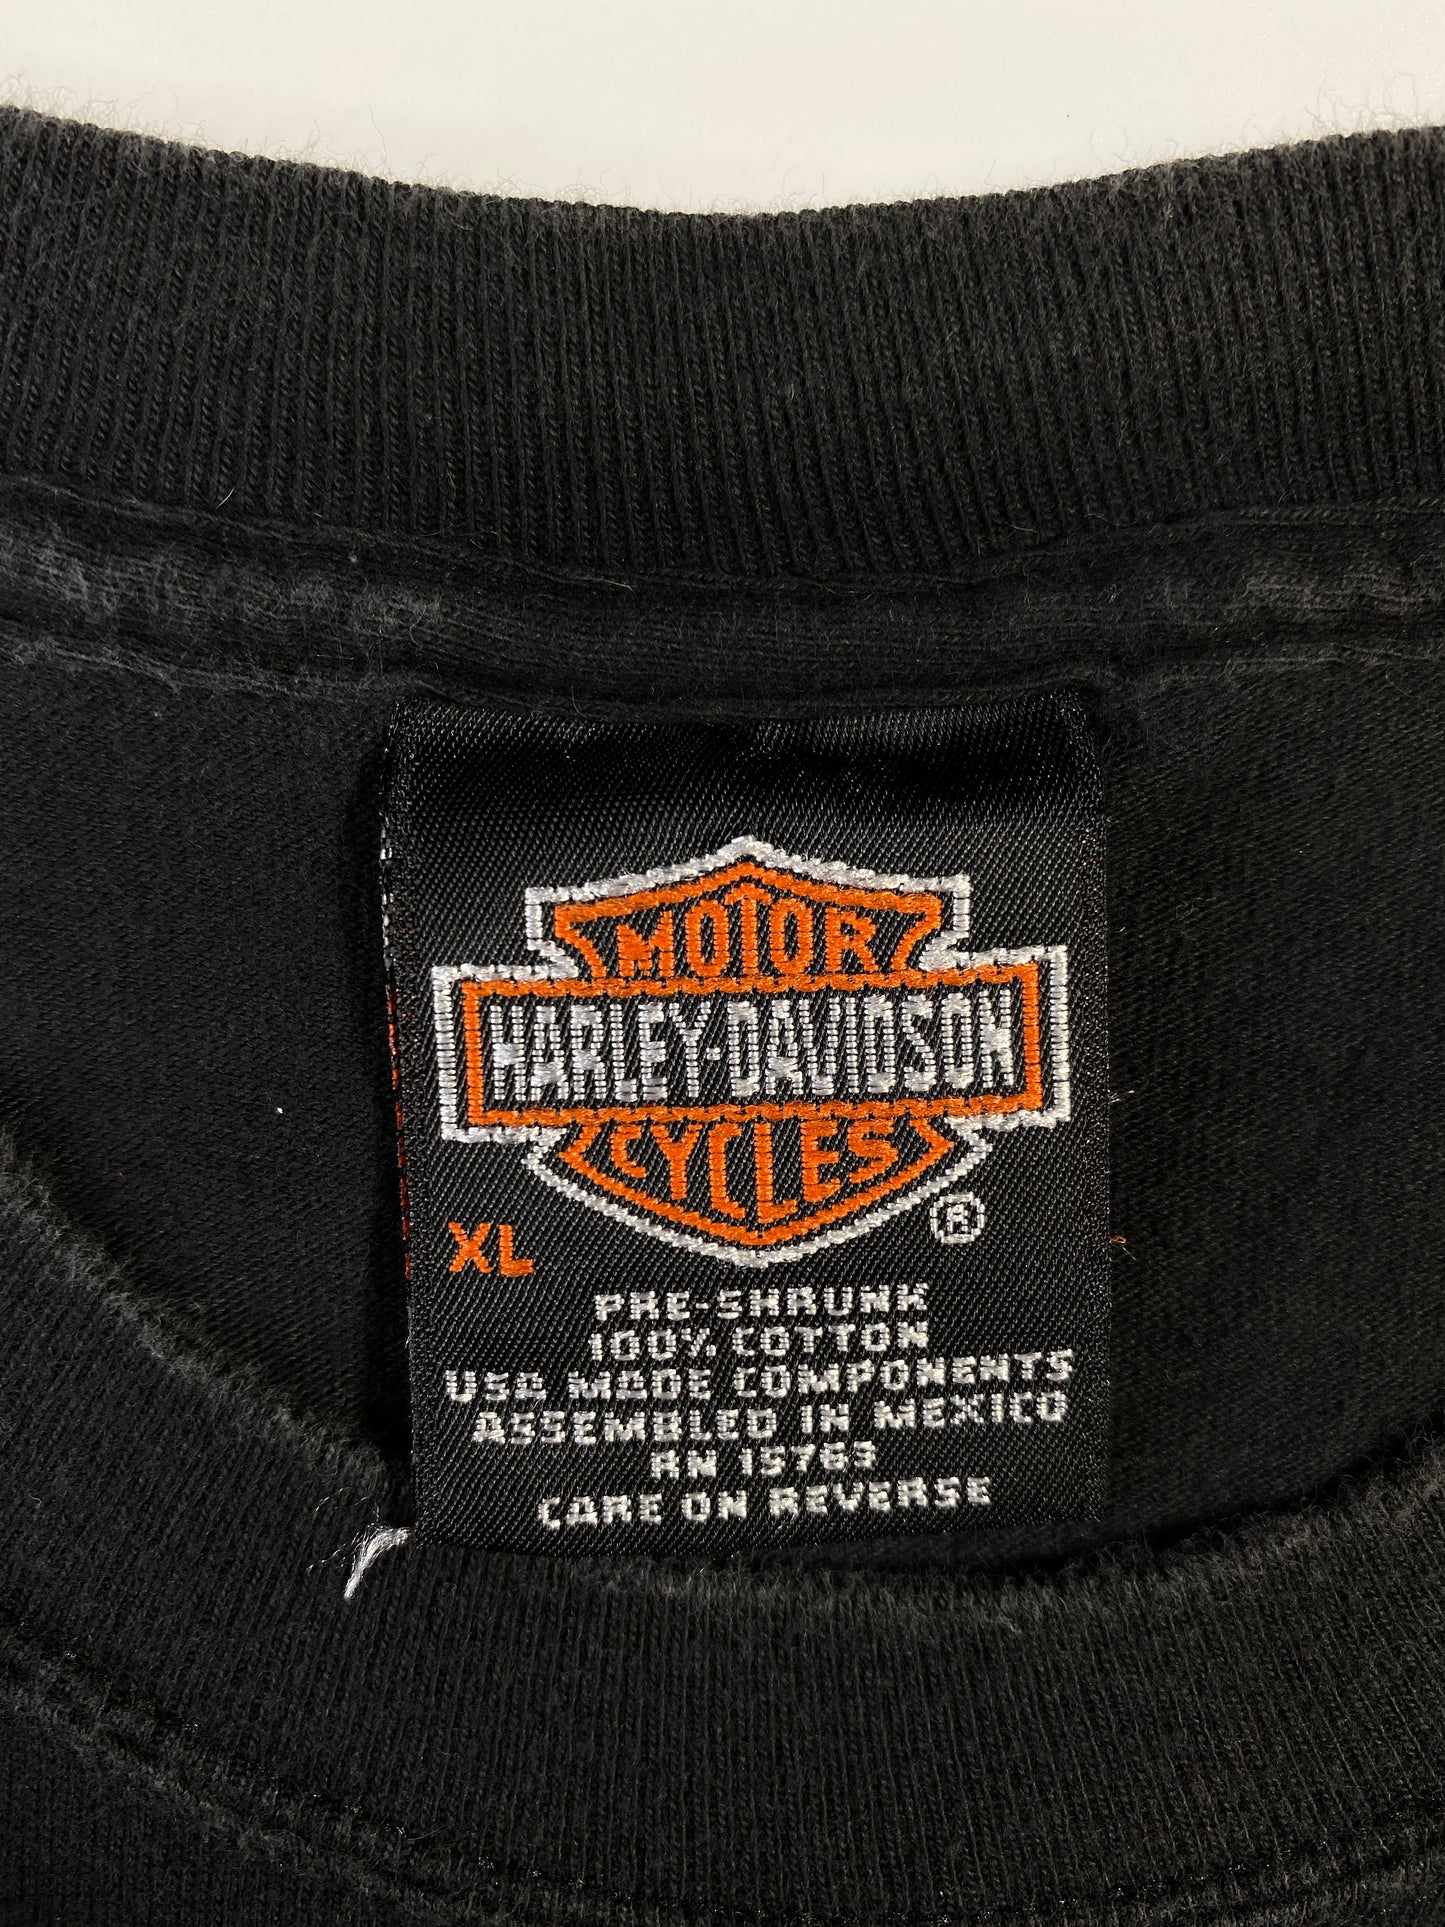 MOTOR
HARLEY-DAVIDSON
CYCLES
®
XL
PRE-SHRUNK
100% COTTON
USA MADE COMPONENTS
ASSEMBLED IN MEXICO
RN 15763
CARE ON REVERSE